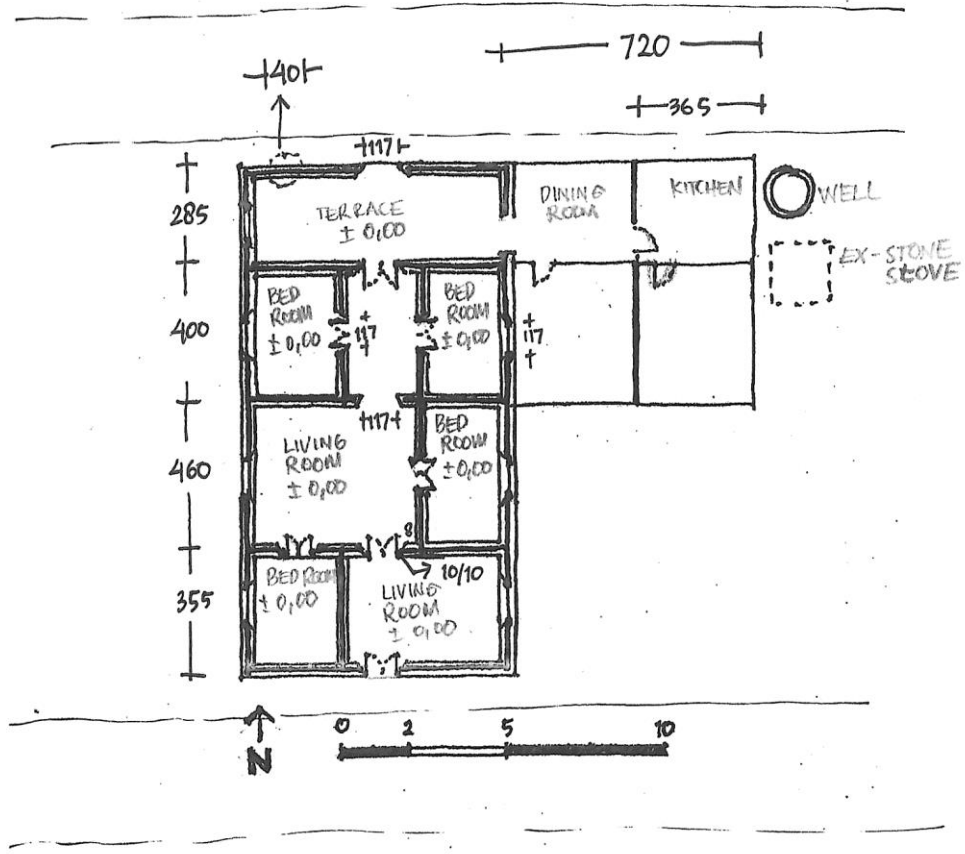 720
140
365
117
285
TERRACE
± 0,00
DINING
ROOM
KITCHEN
WELL
EX-STONE
STOVE
400
BED
ROOM
± 0,00
117
BED
ROOM
± 0,00
117
117
460
LIVING
ROOM
± 0,00
BED
ROOM
± 0,00
8
10/10
355
BED ROOM
± 0,00
LIVING
ROOM
± 0,00
N
0 2 5 10